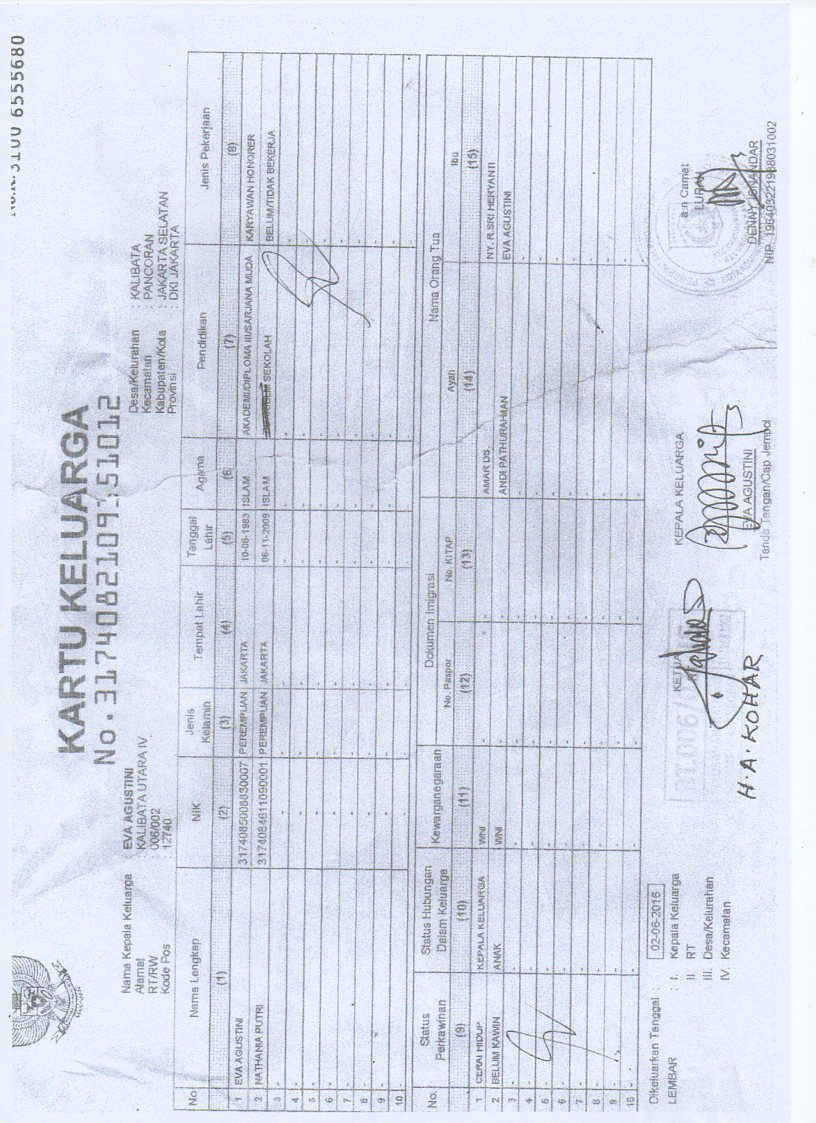 No.K.3100 6555680
KARTU KELUARGA
Nama Kepala Keluarga : EVA AGUSTINI
Alamat : KALIBATA UTARA IV
RT/RW : 006/002
Kode Pos : 12740
Desa/Kelurahan : KALIBATA
Kecamatan : PANCORAN
Kabupaten/Kota : JAKARTA SELATAN
Provinsi : DKI JAKARTA
No Nama Lengkap NIK Jenis Kelamin Tempat Lahir Tanggal Lahir Agama Pendidikan Jenis Pekerjaan
(1) (2) (3) (4) (5) (6) (7) (8)
1 EVA AGUSTINI 3174085008830007 PEREMPUAN JAKARTA 10-08-1983 ISLAM AKADEMI/DIPLOMA III/SARJANA MUDA KARYAWAN HONORER
2 NATHANIA PUTRI 3174084611090001 PEREMPUAN JAKARTA 06-11-2009 ISLAM SEKOLAH BELUM/TIDAK BEKERJA
3 - - - - - - - -
4 - - - - - - - -
5 - - - - - - - -
6 - - - - - - - -
7 - - - - - - - -
8 - - - - - - - -
9 - - - - - - - -
10 - - - - - - - -
No. Status Perkawinan Status Hubungan Dalam Keluarga Kewarganegaraan Dokumen Imigrasi Nama Orang Tua
No. Paspor No. KITAP Ayah Ibu
(9) (10) (11) (12) (13) (14) (15)
1 CERAI HIDUP KEPALA KELUARGA WNI - - AMAR DS. NY. R.SRI HERYANTI
2 BELUM KAWIN ANAK WNI - - ANDI PATHURAHMAN EVA AGUSTINI
3 - - - - - - -
4 - - - - - - -
5 - - - - - - -
6 - - - - - - -
7 - - - - - - -
8 - - - - - - -
9 - - - - - - -
10 - - - - - - -
Dikeluarkan Tanggal : 02-06-2016
LEMBAR : I. Kepala Keluarga
II RT
III. Desa/Kelurahan
IV. Kecamatan
H.A. KOHAR
KEPALA KELUARGA
EVA AGUSTINI
Tanda Tangan/Cap Jempol
a.n Camat
LURAH
DENNY ISKANDAR
NIP. 196403221988031002